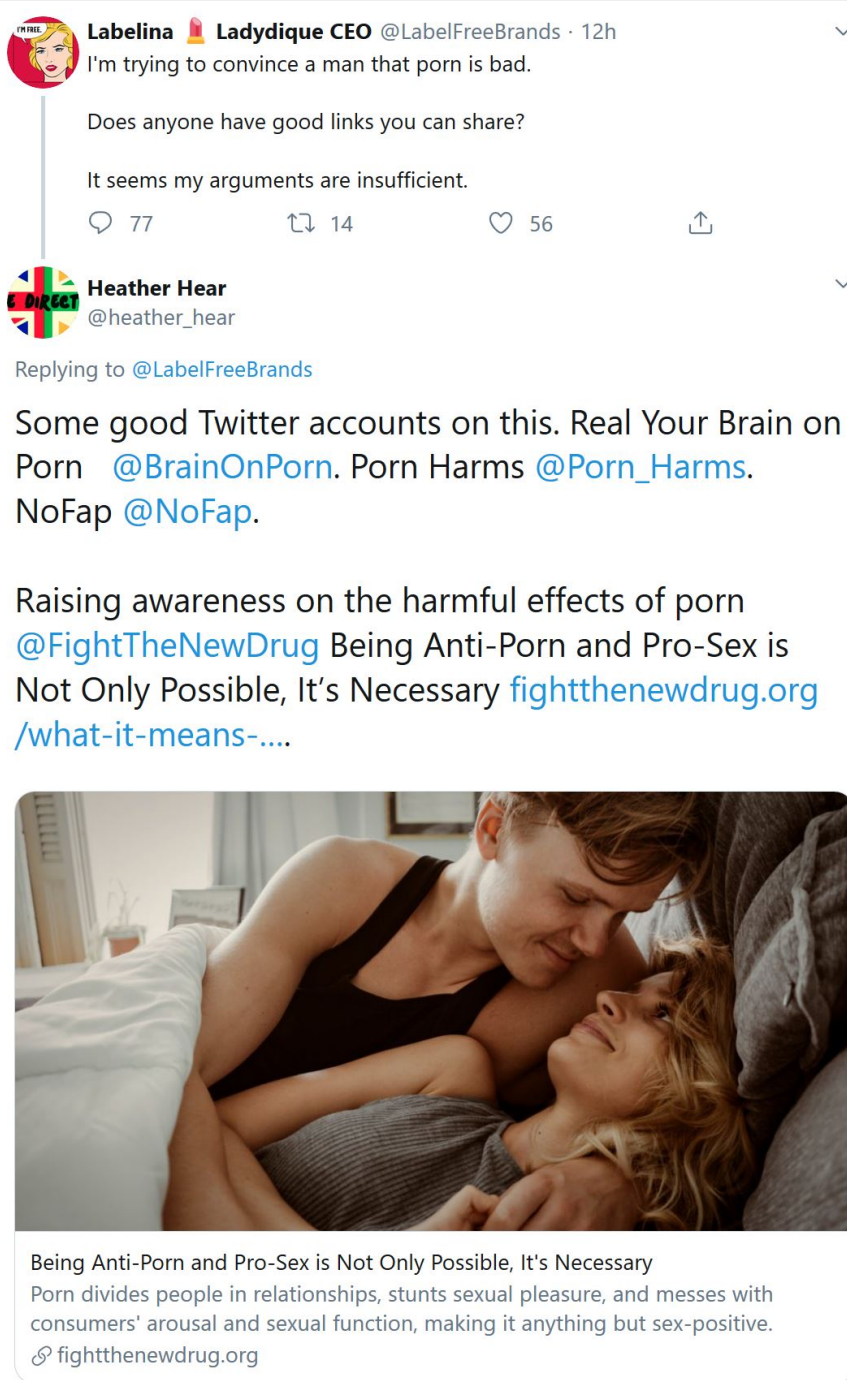 I'M FREE.
Labelina 💄 Ladydique CEO @LabelFreeBrands · 12h
I'm trying to convince a man that porn is bad.
Does anyone have good links you can share?
It seems my arguments are insufficient.
77 14 56
E DIRECT
Heather Hear
@heather_hear
Replying to @LabelFreeBrands
Some good Twitter accounts on this. Real Your Brain on
Porn @BrainOnPorn. Porn Harms @Porn_Harms.
NoFap @NoFap.
Raising awareness on the harmful effects of porn
@FightTheNewDrug Being Anti-Porn and Pro-Sex is
Not Only Possible, It’s Necessary fightthenewdrug.org
/what-it-means-….
Being Anti-Porn and Pro-Sex is Not Only Possible, It's Necessary
Porn divides people in relationships, stunts sexual pleasure, and messes with
consumers' arousal and sexual function, making it anything but sex-positive.
fightthenewdrug.org